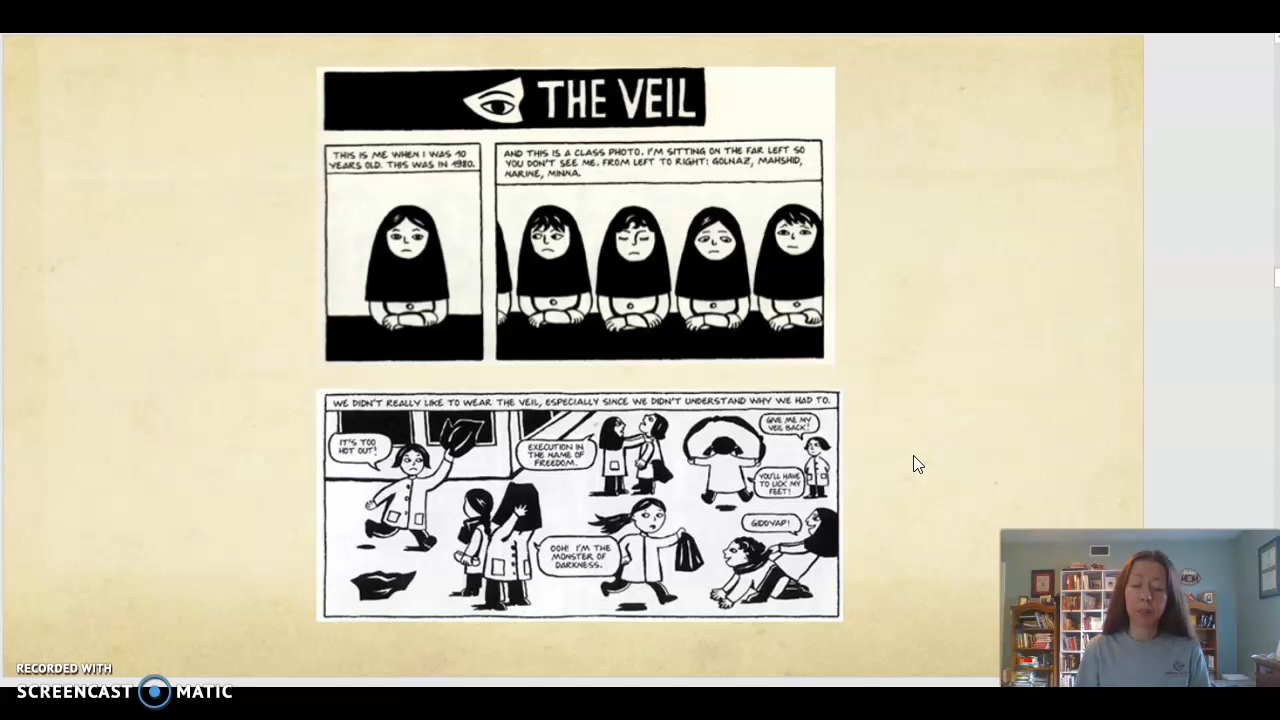 THE VEIL
THIS IS ME WHEN I WAS 10
YEARS OLD. THIS WAS IN 1980.
AND THIS IS A CLASS PHOTO. I'M SITTING ON THE FAR LEFT SO
YOU DON'T SEE ME. FROM LEFT TO RIGHT: GOLNAZ, MAHSHID,
NARINE, MINNA.
WE DIDN'T REALLY LIKE TO WEAR THE VEIL, ESPECIALLY SINCE WE DIDN'T UNDERSTAND WHY WE HAD TO.
IT'S TOO
HOT OUT!
EXECUTION IN
THE NAME OF
FREEDOM.
GIVE ME MY
VEIL BACK!
YOU'LL HAVE
TO LICK MY
FEET!
OOH! I'M THE
MONSTER OF
DARKNESS.
GIDDYAP!
RECORDED WITH
SCREENCAST MATIC